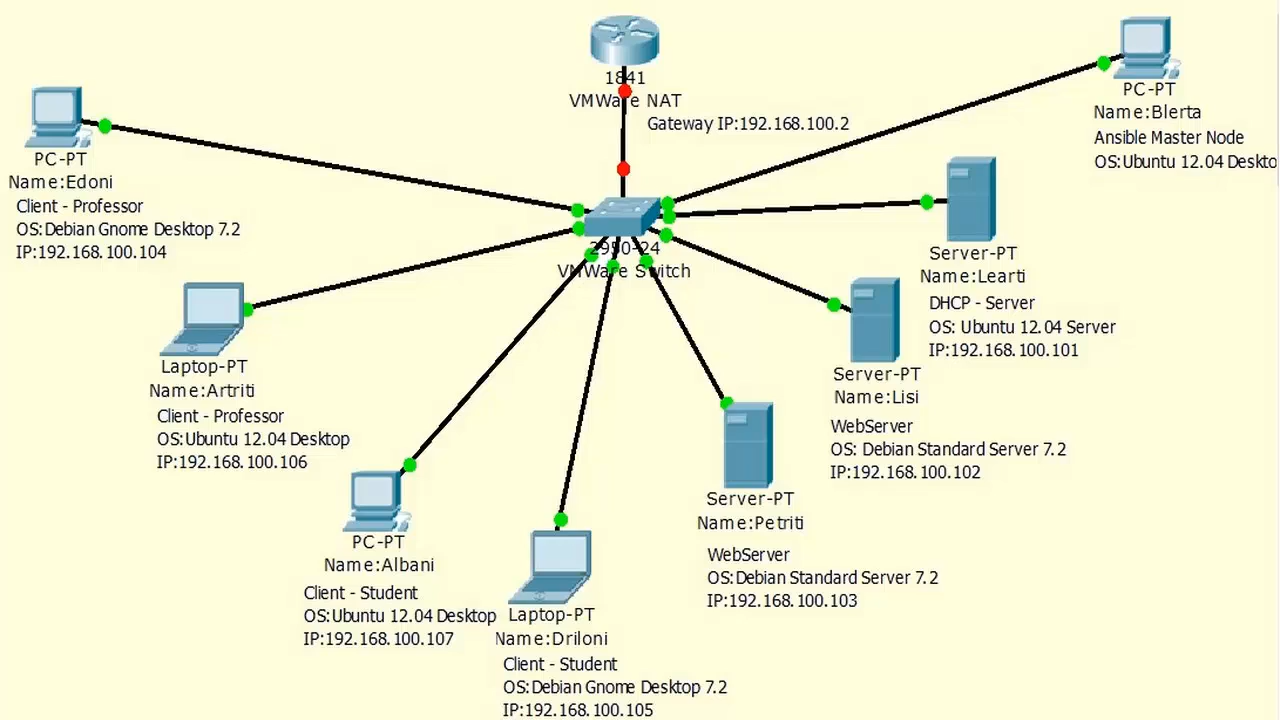 1841
VMWare NAT
Gateway IP:192.168.100.2
PC-PT
Name:Blerta
Ansible Master Node
OS:Ubuntu 12.04 Deskto
PC-PT
Name:Edoni
Client - Professor
OS:Debian Gnome Desktop 7.2
IP:192.168.100.104
2950-24
VMWare Switch
Server-PT
Name:Learti
DHCP - Server
OS: Ubuntu 12.04 Server
IP:192.168.100.101
Laptop-PT
Name:Artriti
Client - Professor
OS:Ubuntu 12.04 Desktop
IP:192.168.100.106
Server-PT
Name:Lisi
WebServer
OS: Debian Standard Server 7.2
IP:192.168.100.102
PC-PT
Name:Albani
Client - Student
OS:Ubuntu 12.04 Desktop
IP:192.168.100.107
Server-PT
Name:Petriti
WebServer
OS:Debian Standard Server 7.2
IP:192.168.100.103
Laptop-PT
Name:Driloni
Client - Student
OS:Debian Gnome Desktop 7.2
IP:192.168.100.105